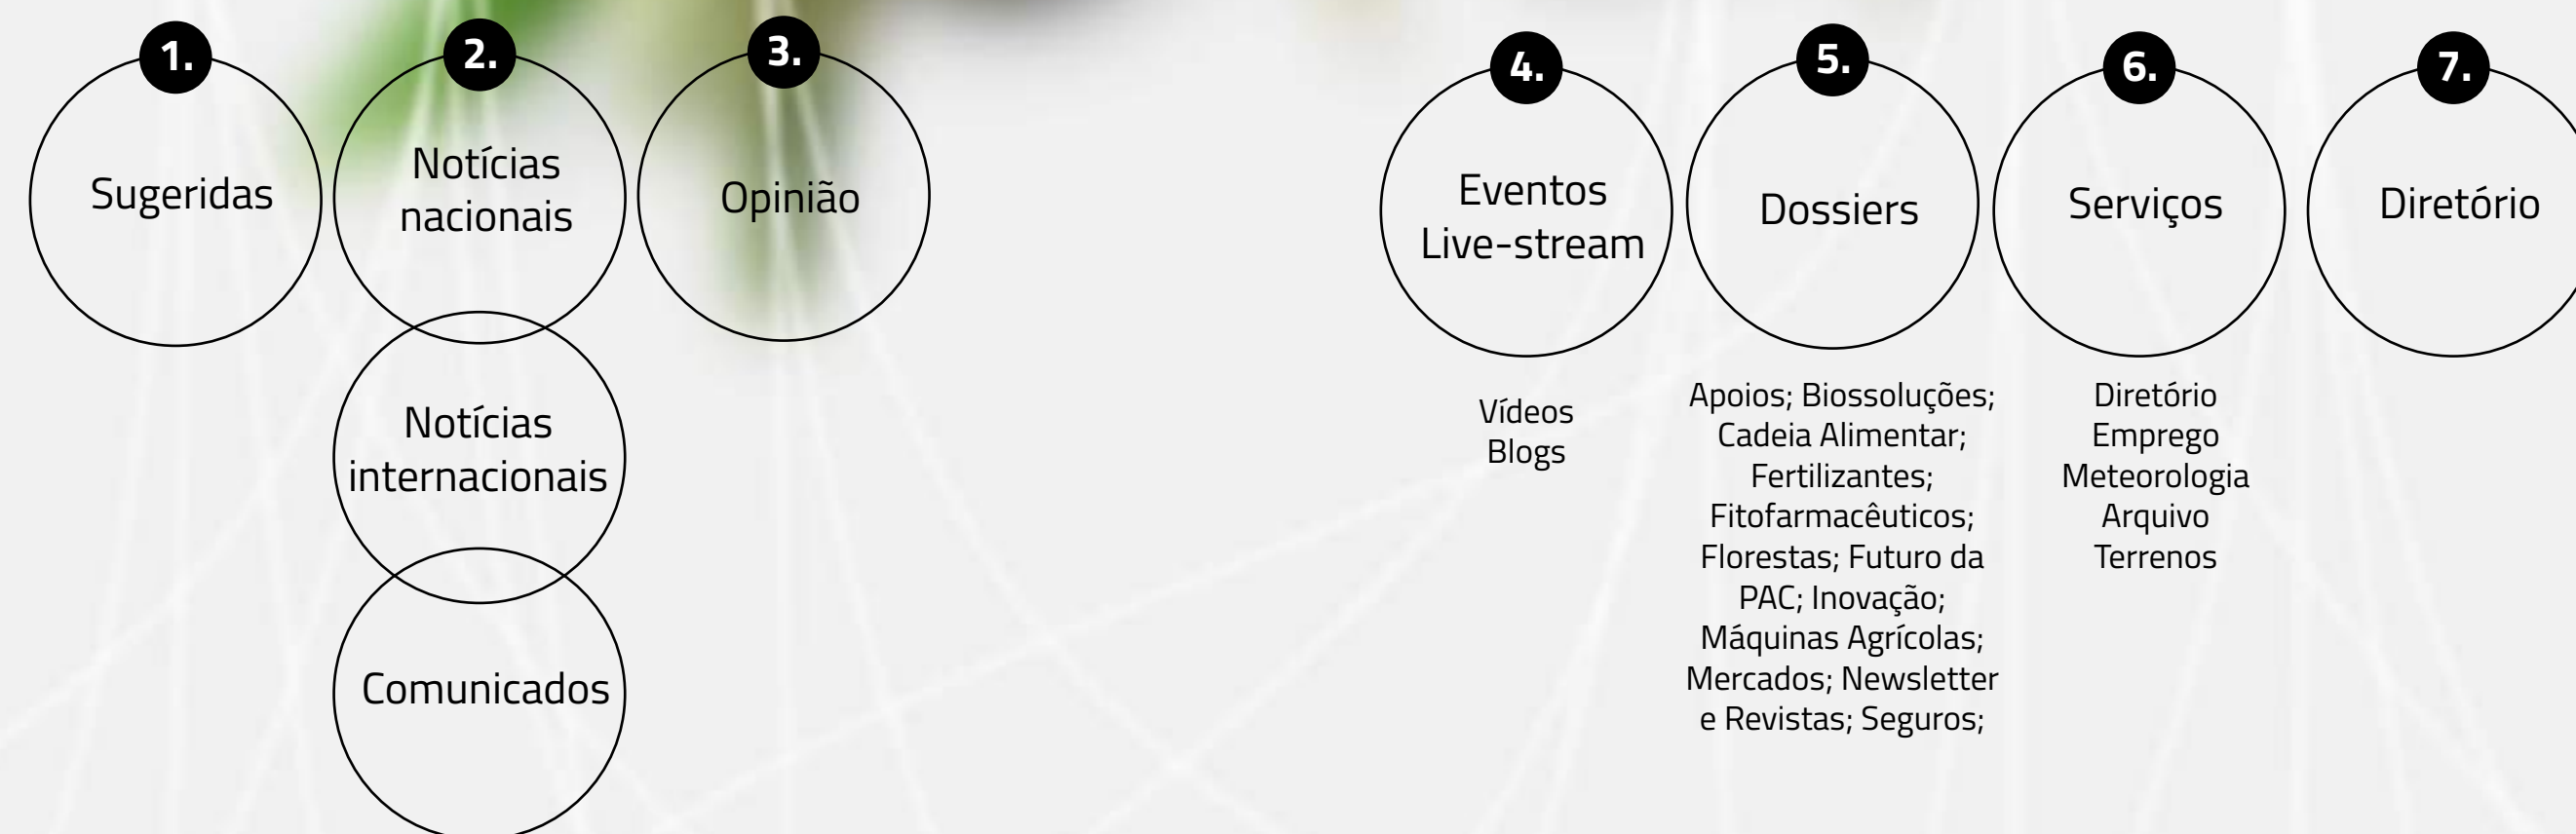 1.
Sugeridas
2.
Notícias
nacionais
Notícias
internacionais
Comunicados
3.
Opinião
4.
Eventos
Live-stream
Vídeos
Blogs
5.
Dossiers
Apoios; Biossoluções;
Cadeia Alimentar;
Fertilizantes;
Fitofarmacêuticos;
Florestas; Futuro da
PAC; Inovação;
Máquinas Agrícolas;
Mercados; Newsletter
e Revistas; Seguros;
6.
Serviços
Diretório
Emprego
Meteorologia
Arquivo
Terrenos
7.
Diretório